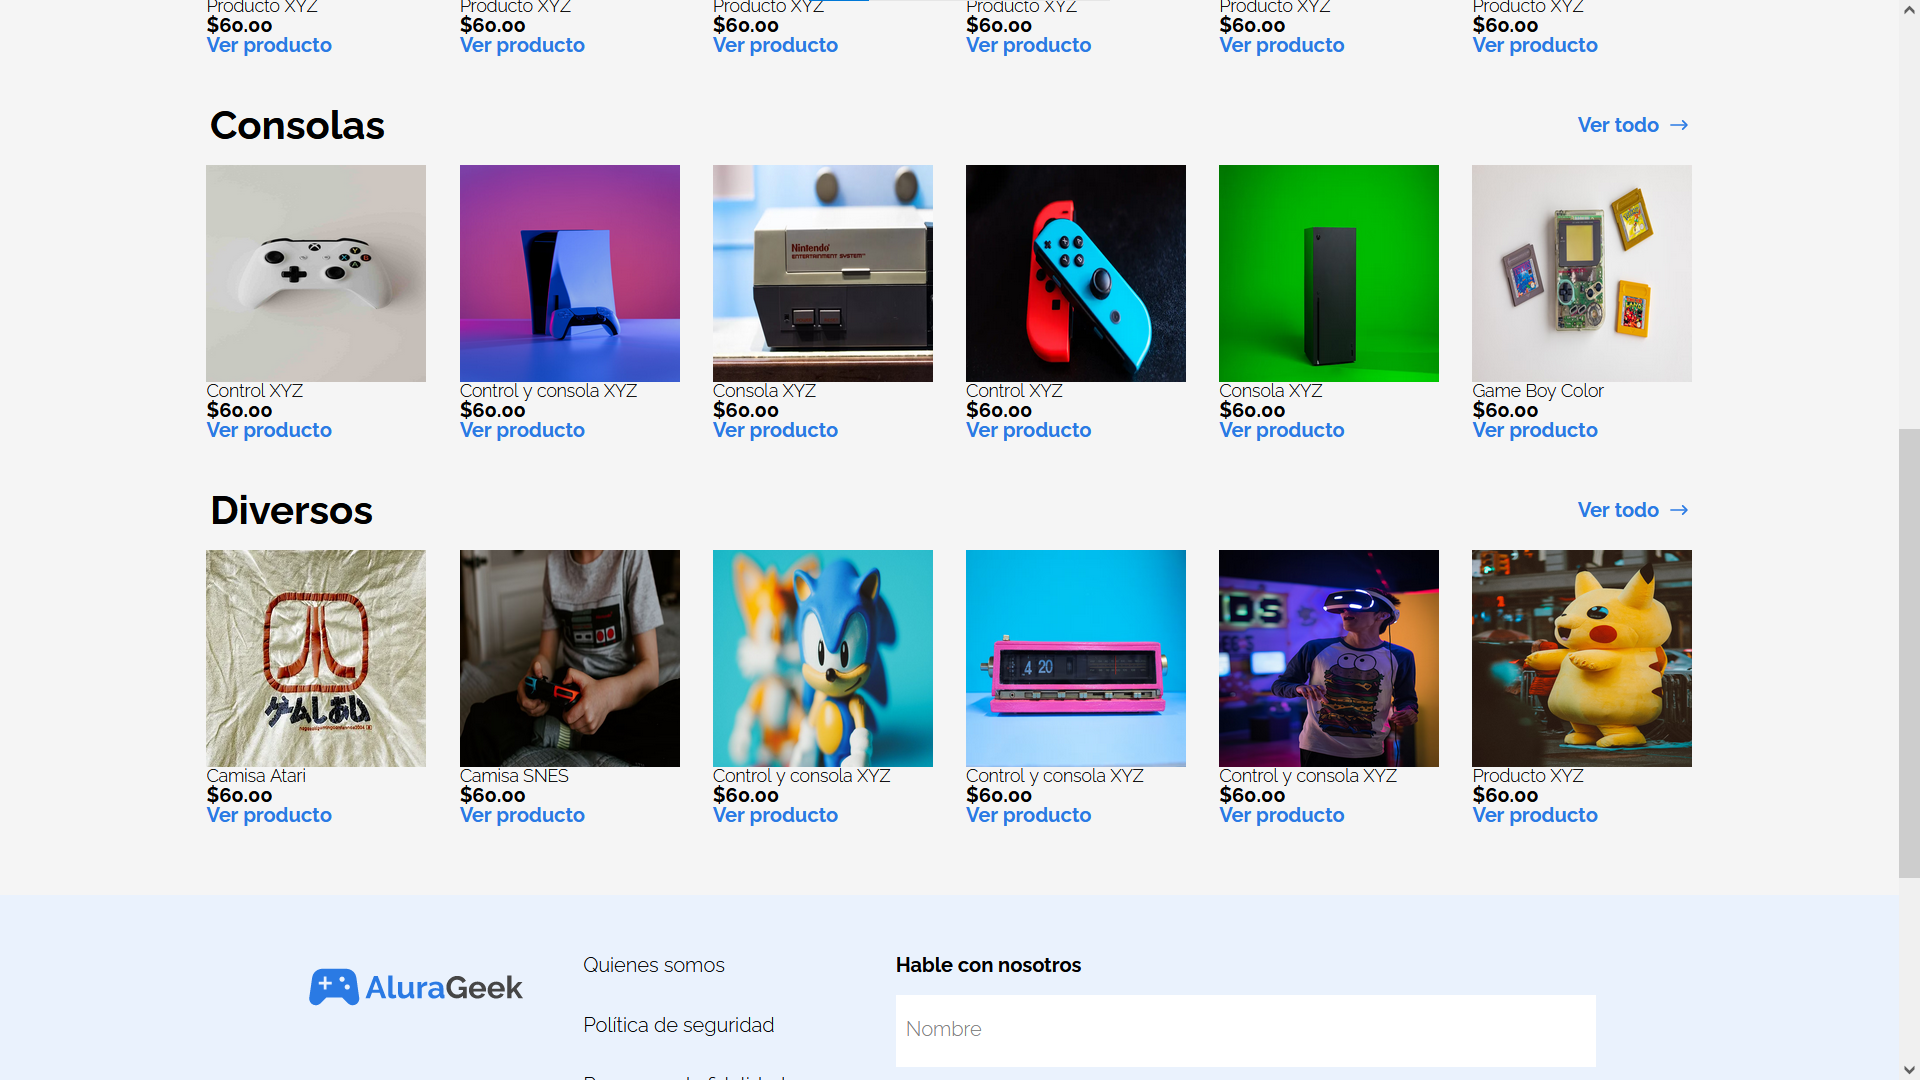 Producto XYZ Producto XYZ Producto XYZ Producto XYZ Producto XYZ Producto XYZ
$60.00 $60.00 $60.00 $60.00 $60.00 $60.00
Ver producto Ver producto Ver producto Ver producto Ver producto Ver producto
Consolas Ver todo →
Nintendo
ENTERTAINMENT SYSTEM
Control XYZ Control y consola XYZ Consola XYZ Control XYZ Consola XYZ Game Boy Color
$60.00 $60.00 $60.00 $60.00 $60.00 $60.00
Ver producto Ver producto Ver producto Ver producto Ver producto Ver producto
Diversos Ver todo →
4 20
Camisa Atari Camisa SNES Control y consola XYZ Control y consola XYZ Control y consola XYZ Producto XYZ
$60.00 $60.00 $60.00 $60.00 $60.00 $60.00
Ver producto Ver producto Ver producto Ver producto Ver producto Ver producto
AluraGeek
Quienes somos
Política de seguridad
Hable con nosotros
Nombre